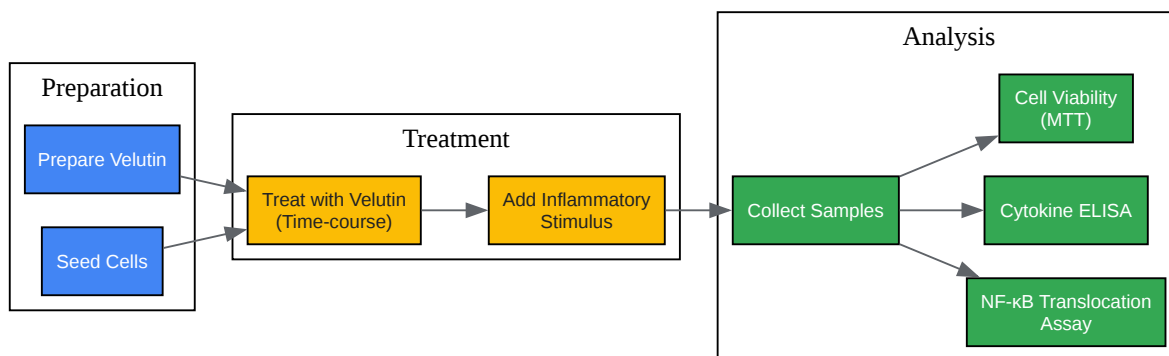 Preparation
Prepare Velutin
Seed Cells
Treatment
Treat with Velutin
(Time-course)
Add Inflammatory
Stimulus
Analysis
Collect Samples
Cell Viability
(MTT)
Cytokine ELISA
NF-κB Translocation
Assay